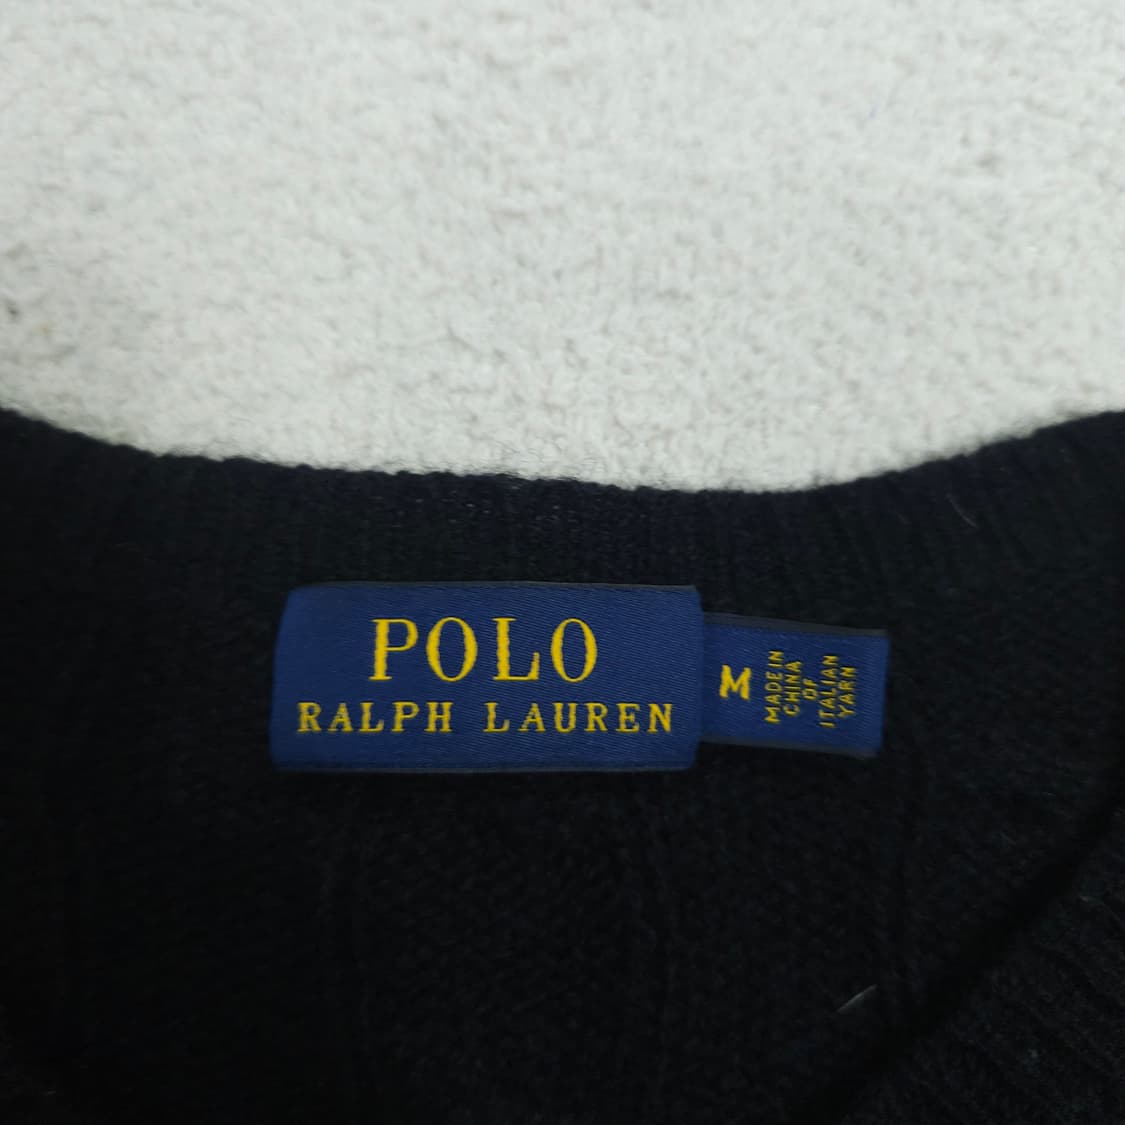 POLO
RALPH LAUREN
M
MADE IN
CHINA
OF
ITALIAN
YARN